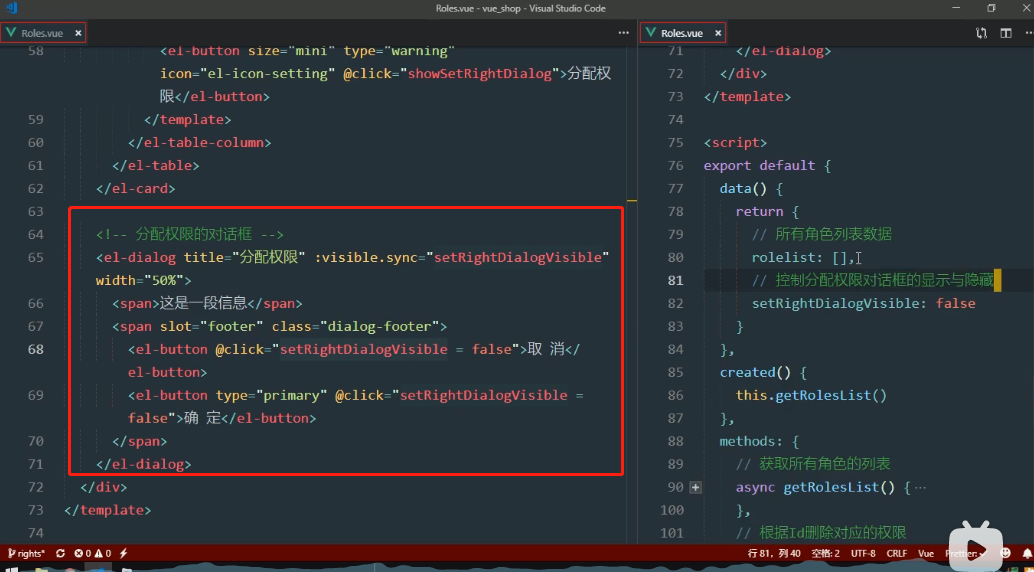 Roles.vue - vue_shop - Visual Studio Code
Roles.vue ×
58 <el-button size="mini" type="warning"
icon="el-icon-setting" @click="showSetRightDialog">分配权
限</el-button>
59 </template>
60 </el-table-column>
61 </el-table>
62 </el-card>
63
64 <!-- 分配权限的对话框 -->
65 <el-dialog title="分配权限" :visible.sync="setRightDialogVisible"
width="50%">
66 <span>这是一段信息</span>
67 <span slot="footer" class="dialog-footer">
68 <el-button @click="setRightDialogVisible = false">取 消</
el-button>
69 <el-button type="primary" @click="setRightDialogVisible =
false">确 定</el-button>
70 </span>
71 </el-dialog>
72 </div>
73 </template>
74
Roles.vue ×
71 </el-dialog>
72 </div>
73 </template>
74
75 <script>
76 export default {
77 data() {
78 return {
79 // 所有角色列表数据
80 rolelist: [],
81 // 控制分配权限对话框的显示与隐藏
82 setRightDialogVisible: false
83 }
84 },
85 created() {
86 this.getRolesList()
87 },
88 methods: {
89 // 获取所有角色的列表
90 async getRolesList() { ⋯
100 },
101 // 根据Id删除对应的权限
rights* 0 0 行 81，列 40 空格: 2 UTF-8 CRLF Vue Prettier: ✓